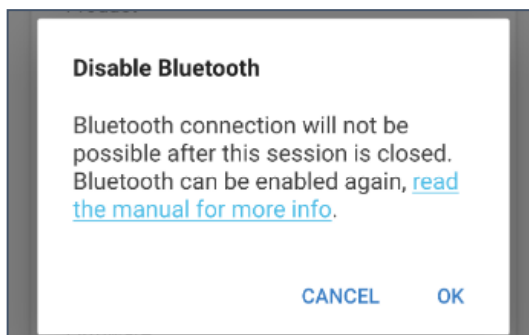 Disable Bluetooth
Bluetooth connection will not be
possible after this session is closed.
Bluetooth can be enabled again, read
the manual for more info.
CANCEL OK